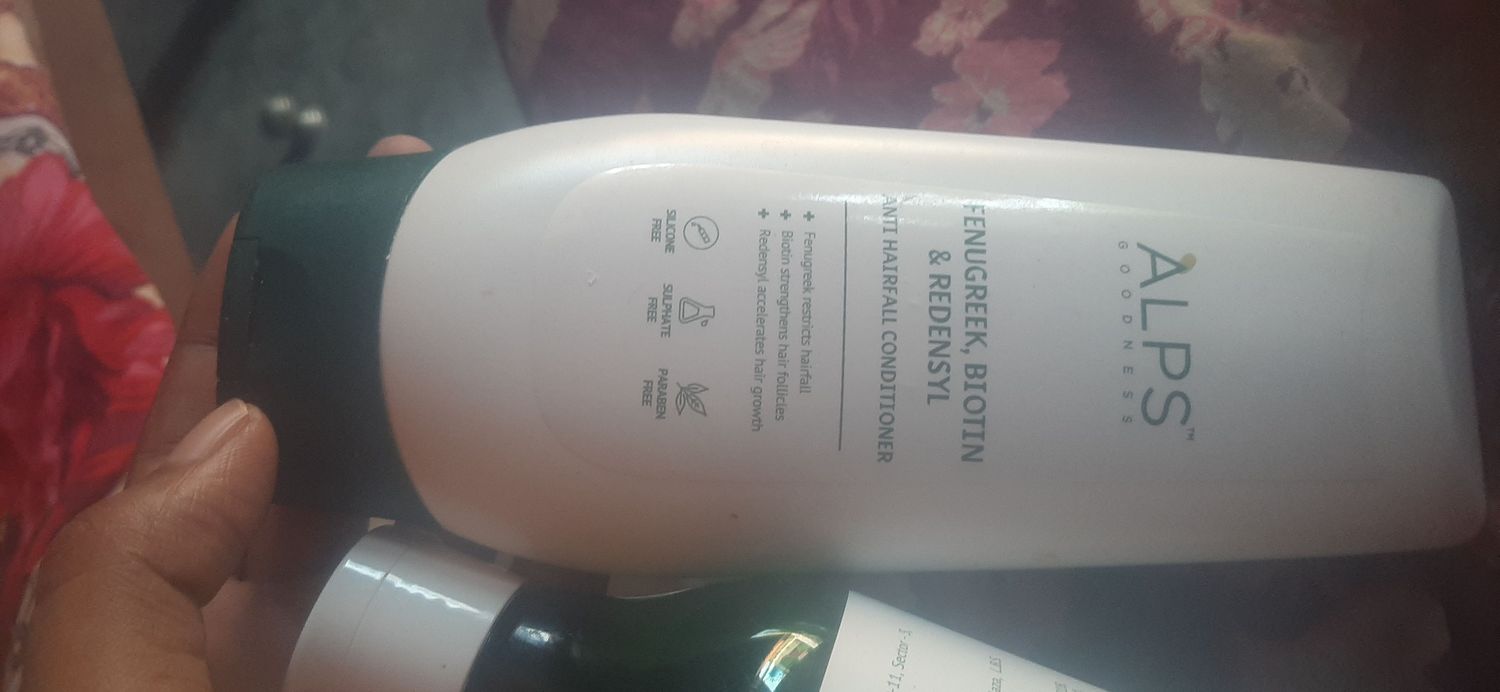 ALPS™
GOODNESS
FENUGREEK, BIOTIN
& REDENSYL
ANTI HAIRFALL CONDITIONER
Fenugreek restricts hairfall
Biotin strengthens hair follicles
Redensyl accelerates hair growth
SILICONE
FREE
SULPHATE
FREE
PARABEN
FREE